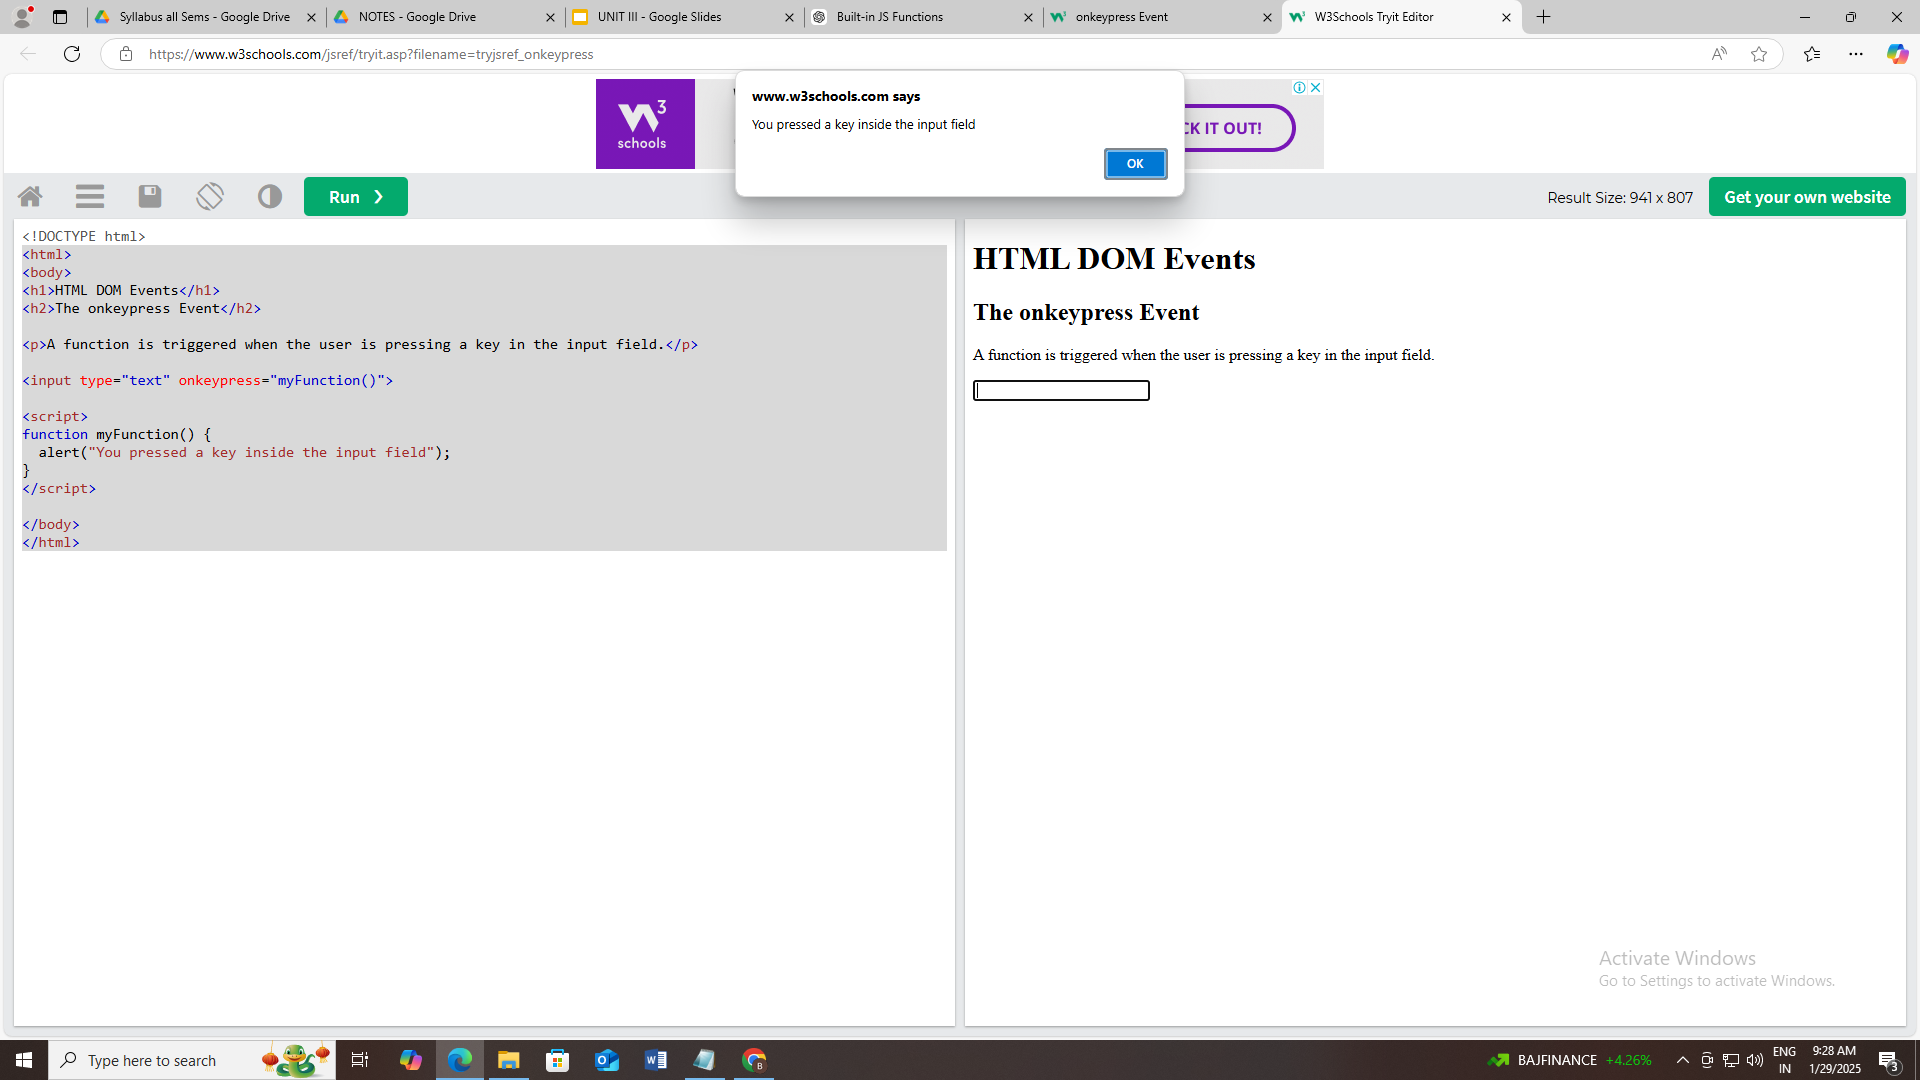 Syllabus all Sems - Google Drive
NOTES - Google Drive
UNIT III - Google Slides
Built-in JS Functions
onkeypress Event
W3Schools Tryit Editor
https://www.w3schools.com/jsref/tryit.asp?filename=tryjsref_onkeypress
3
schools
CK IT OUT!
www.w3schools.com says
You pressed a key inside the input field
OK
Run ❯
Result Size: 941 x 807
Get your own website
<!DOCTYPE html>
<html>
<body>
<h1>HTML DOM Events</h1>
<h2>The onkeypress Event</h2>
<p>A function is triggered when the user is pressing a key in the input field.</p>
<input type="text" onkeypress="myFunction()">
<script>
function myFunction() {
  alert("You pressed a key inside the input field");
}
</script>
</body>
</html>
HTML DOM Events
The onkeypress Event
A function is triggered when the user is pressing a key in the input field.
Activate Windows
Go to Settings to activate Windows.
Type here to search
BAJFINANCE +4.26%
ENG
IN
9:28 AM
1/29/2025
3